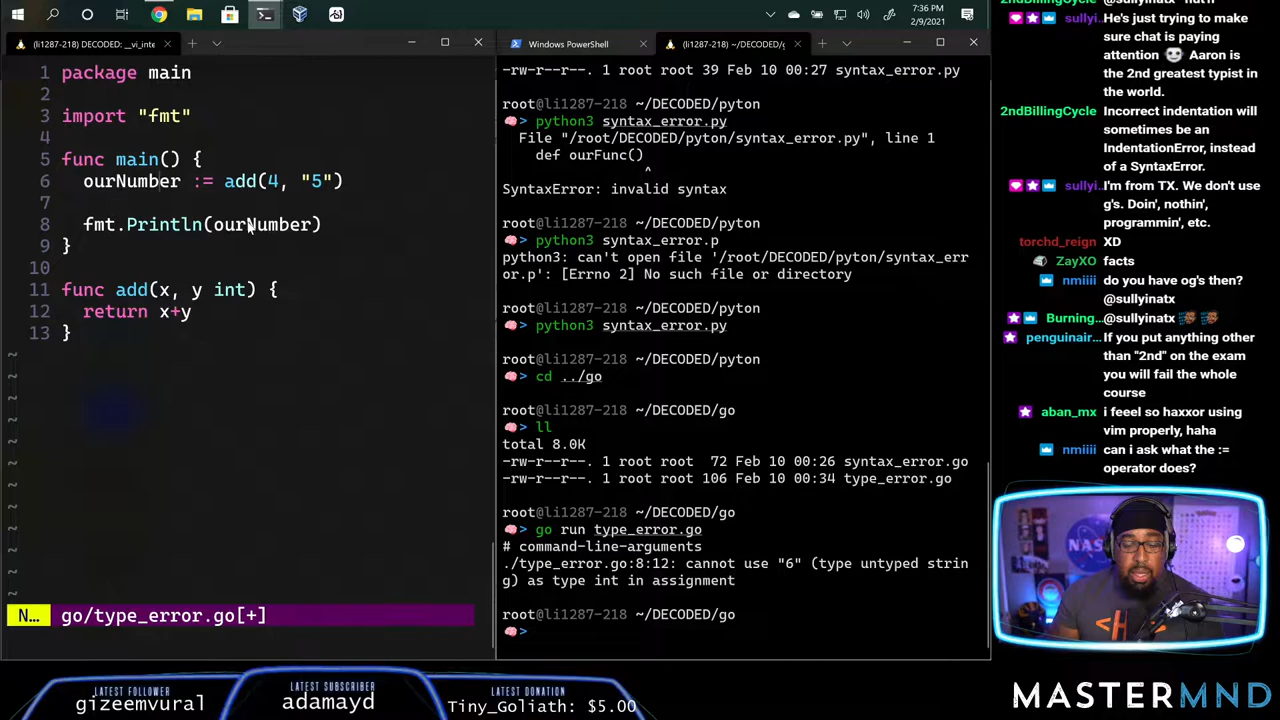 7:36 PM
2/9/2021
(li1287-218) DECODED: __vi_inte
package main
import "fmt"
func main() {
ourNumber := add(4, "5")
fmt.Println(ourNumber)
}
func add(x, y int) {
return x+y
}
1
2
3
4
5
6
7
8
9
10
11
12
13
~
~
~
~
~
~
~
~
~
~
~
~
N… go/type_error.go[+]
Windows PowerShell
(li1287-218) ~/DECODED/g
-rw-r--r--. 1 root root 39 Feb 10 00:27 syntax_error.py
root@li1287-218 ~/DECODED/pyton
> python3 syntax_error.py
File "/root/DECODED/pyton/syntax_error.py", line 1
def ourFunc()
^
SyntaxError: invalid syntax
root@li1287-218 ~/DECODED/pyton
> python3 syntax_error.p
python3: can't open file '/root/DECODED/pyton/syntax_err
or.p': [Errno 2] No such file or directory
root@li1287-218 ~/DECODED/pyton
> python3 syntax_error.py
root@li1287-218 ~/DECODED/pyton
> cd ../go
root@li1287-218 ~/DECODED/go
> ll
total 8.0K
-rw-r--r--. 1 root root 72 Feb 10 00:26 syntax_error.go
-rw-r--r--. 1 root root 106 Feb 10 00:34 type_error.go
root@li1287-218 ~/DECODED/go
> go run type_error.go
# command-line-arguments
./type_error.go:8:12: cannot use "6" (type untyped strin
g) as type int in assignment
root@li1287-218 ~/DECODED/go
>
sullyi… He's just trying to make
sure chat is paying
attention Aaron is
the 2nd greatest typist in
the world.
2ndBillingCycle Incorrect indentation will
sometimes be an
IndentationError, instead
of a SyntaxError.
sullyi… I'm from TX. We don't use
g's. Doin', nothin',
programmin', etc.
torchd_reign XD
ZayXO facts
nmiiii do you have og's then?
@sullyinatx
Burning… @sullyinatx
penguinair… If you put anything other
than "2nd" on the exam
you will fail the whole
course
aban_mx i feeel so haxxor using
vim properly, haha
nmiiii can i ask what the :=
operator does?
NAS
<H/
LATEST FOLLOWER
gizeemvural
LATEST SUBSCRIBER
adamayd
LATEST DONATION
Tiny_Goliath: $5.00
MASTERMND